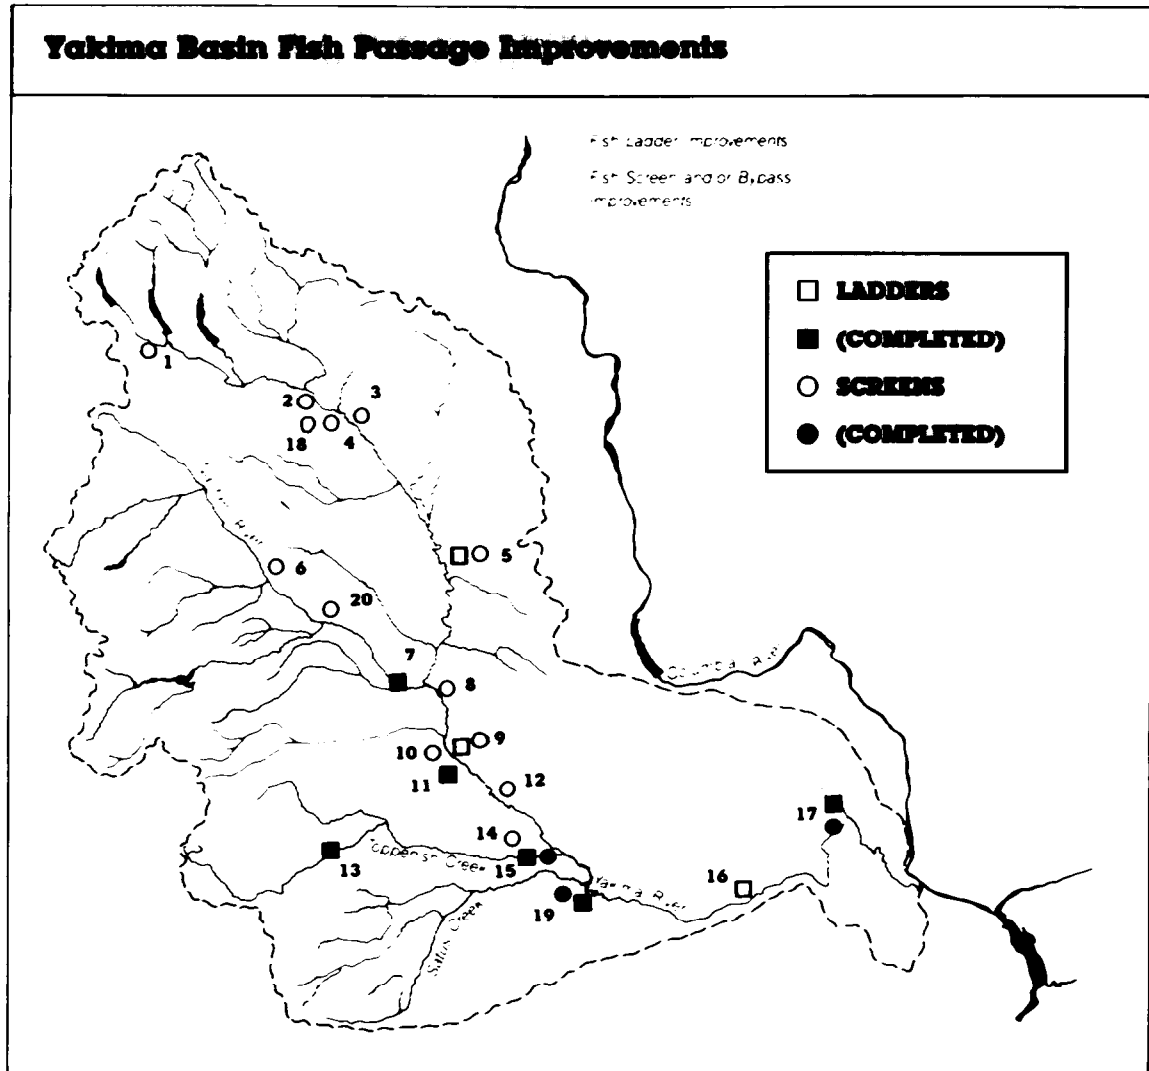 Yakima Basin Fish Passage Improvements
Fish Ladder Improvements
Fish Screen and or Bypass
Improvements
LADDERS
(COMPLETED)
SCREENS
(COMPLETED)
1
2
3
18
4
5
6
River
20
7
Columbia River
8
9
10
11
12
17
14
13
Toppenish Creek
15
16
19
Yakima River
Satus Creek